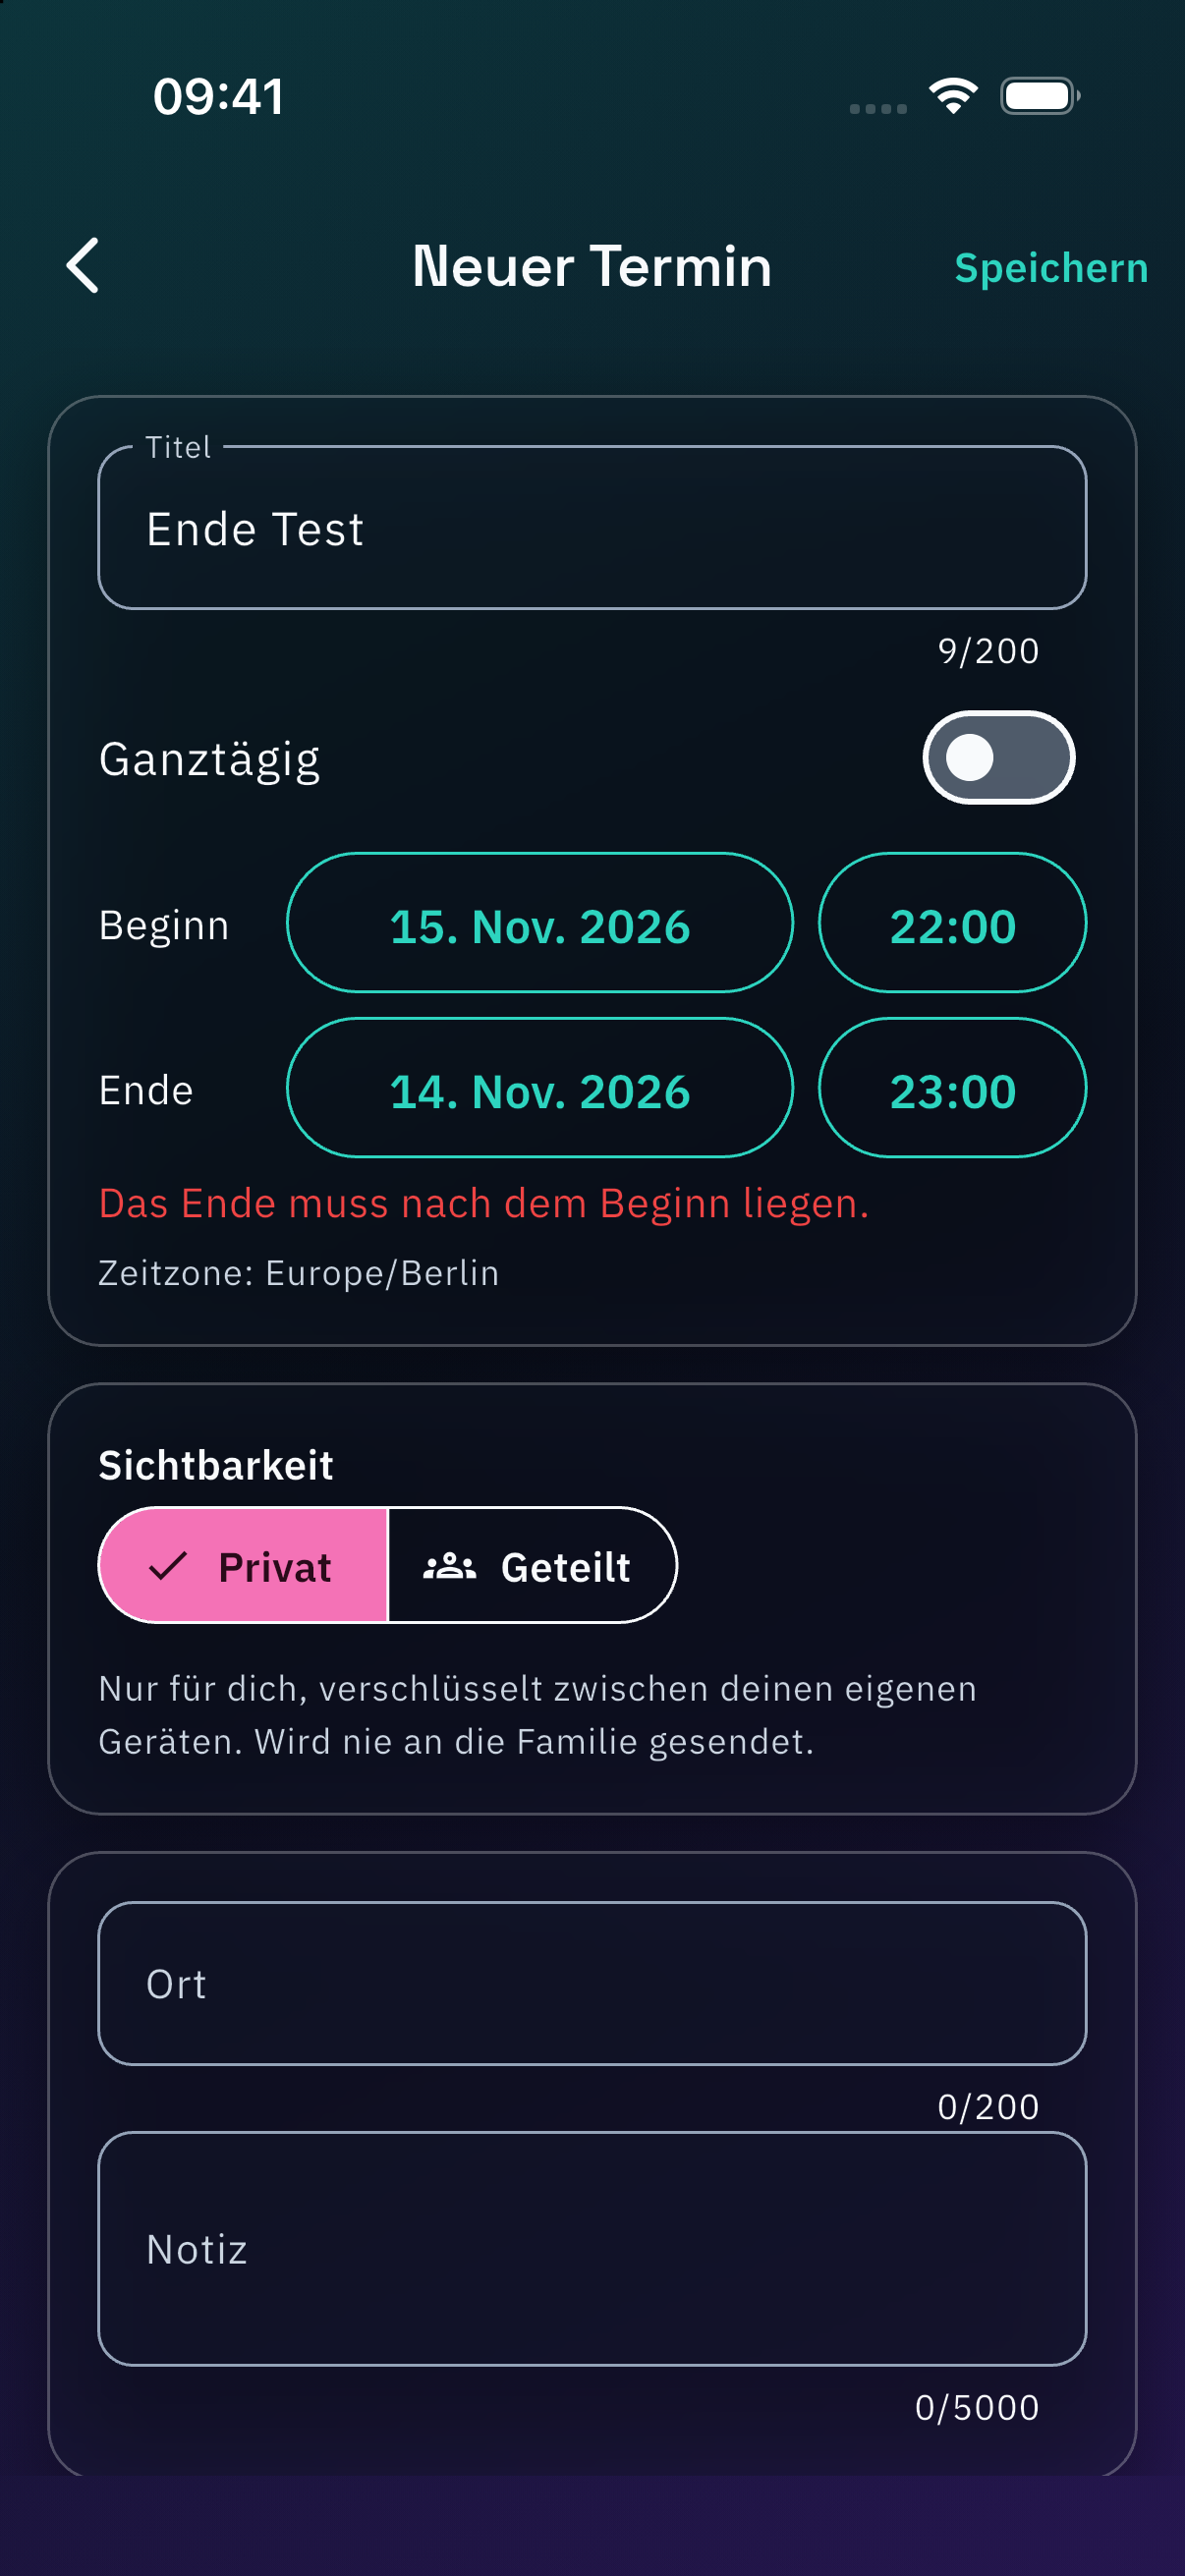 09:41
Neuer Termin
Speichern
Titel
Ende Test
9/200
Ganztägig
Beginn
15. Nov. 2026
22:00
Ende
14. Nov. 2026
23:00
Das Ende muss nach dem Beginn liegen.
Zeitzone: Europe/Berlin
Sichtbarkeit
Privat
Geteilt
Nur für dich, verschlüsselt zwischen deinen eigenen
Geräten. Wird nie an die Familie gesendet.
Ort
0/200
Notiz
0/5000